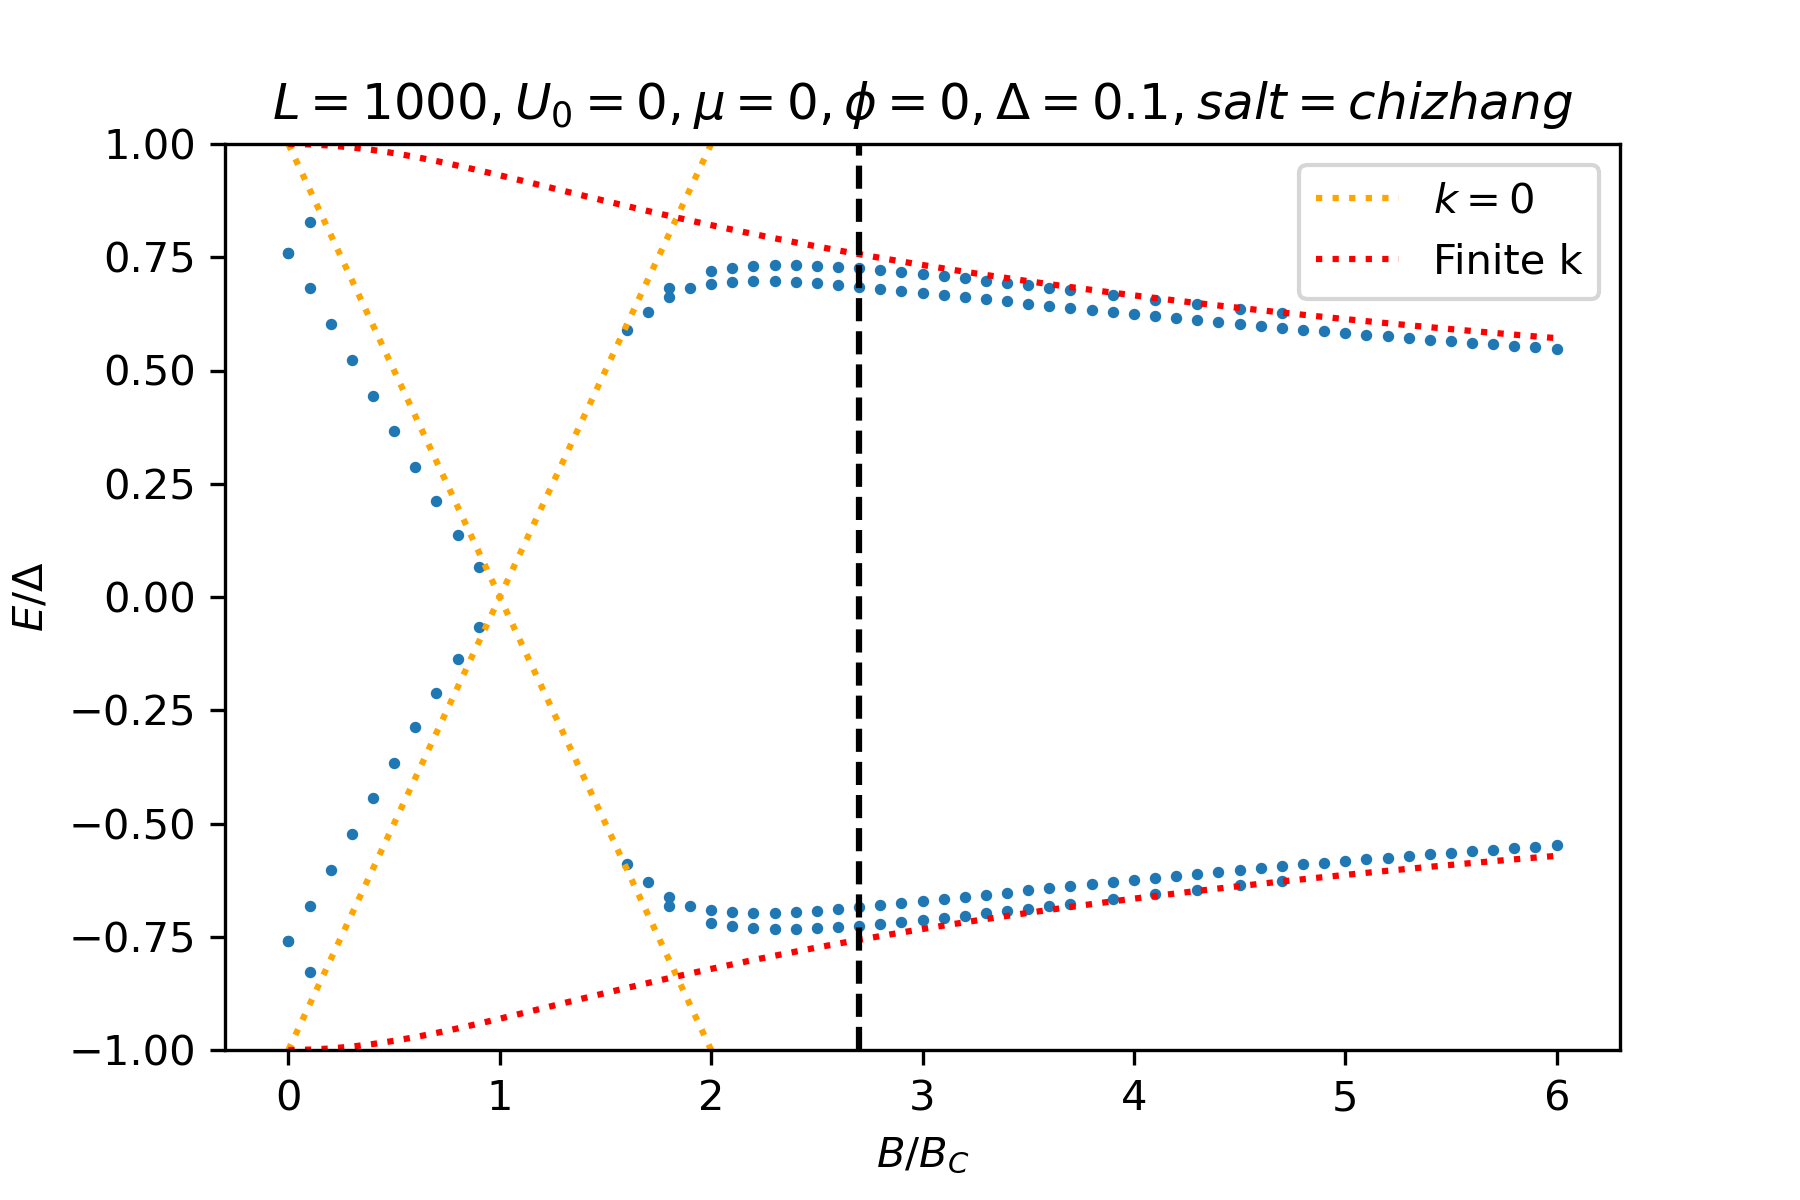 L = 1000, U₀ = 0, μ = 0, ϕ = 0, Δ = 0.1, salt = chizhang
1.00
0.75
0.50
0.25
0.00
−0.25
−0.50
−0.75
−1.00
E/Δ
k = 0
Finite k
0 1 2 3 4 5 6
B/B_C